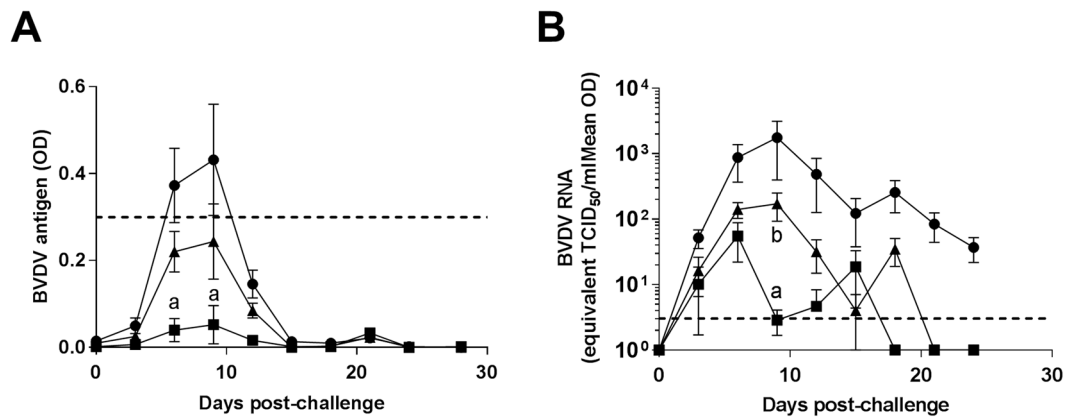 A
B
BVDV antigen (OD)
0.6
0.4
0.2
0.0
a
a
0
10
20
30
Days post-challenge
BVDV RNA
(equivalent TCID50/mlMean OD)
10⁴
10³
10²
10¹
10⁰
b
a
0
10
20
30
Days post-challenge